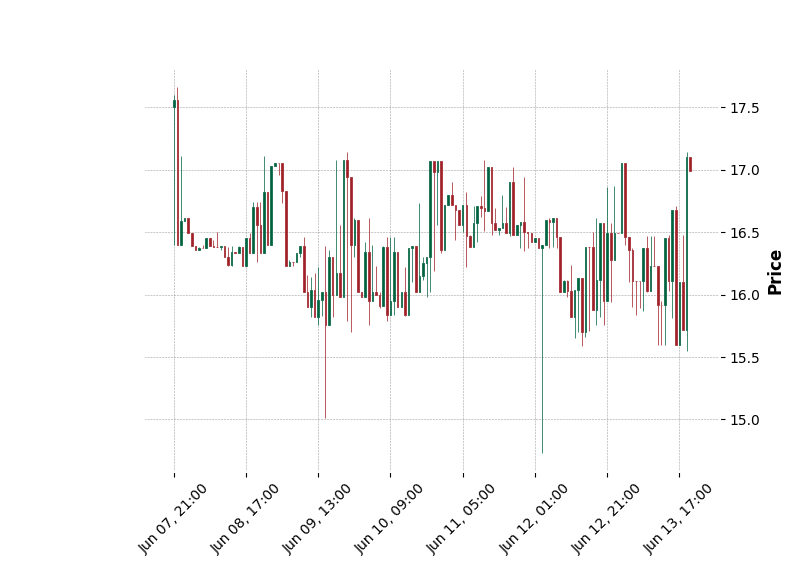 17.5
17.0
16.5
16.0
15.5
15.0
Price
Jun 07, 21:00
Jun 08, 17:00
Jun 09, 13:00
Jun 10, 09:00
Jun 11, 05:00
Jun 12, 01:00
Jun 12, 21:00
Jun 13, 17:00